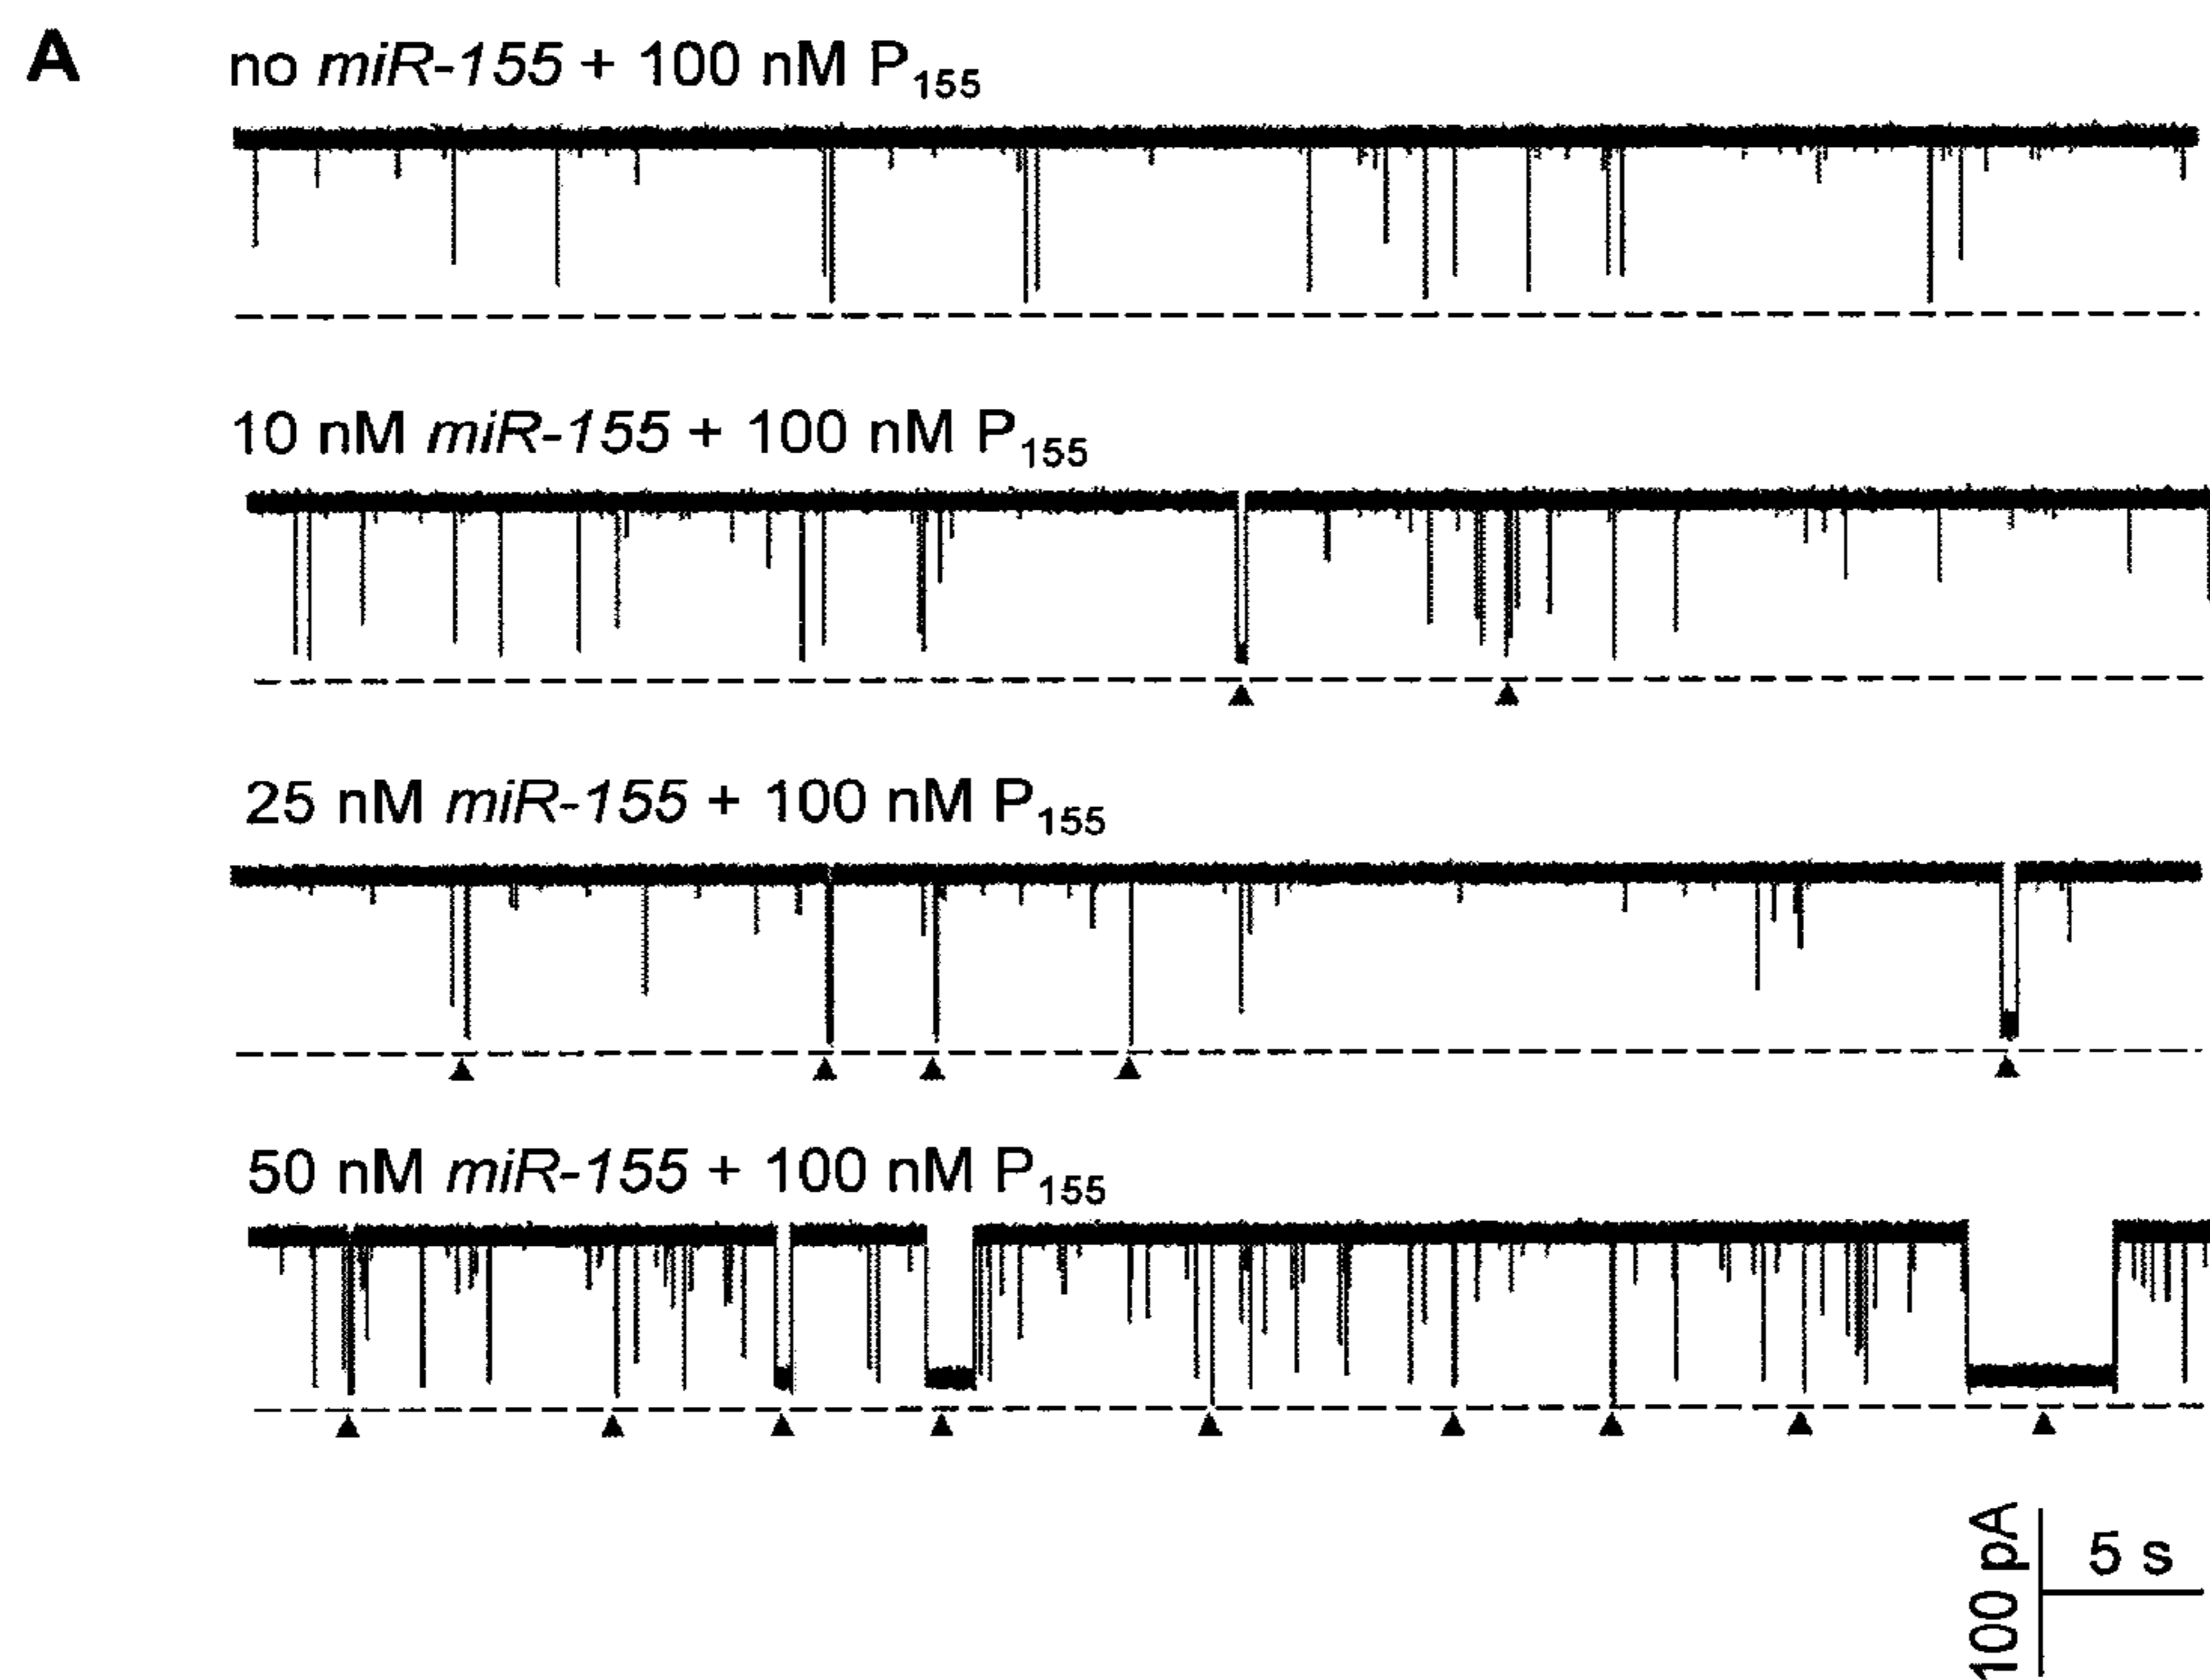 A
no miR-155 + 100 nM P155
10 nM miR-155 + 100 nM P155
25 nM miR-155 + 100 nM P155
50 nM miR-155 + 100 nM P155
100 pA
5 s